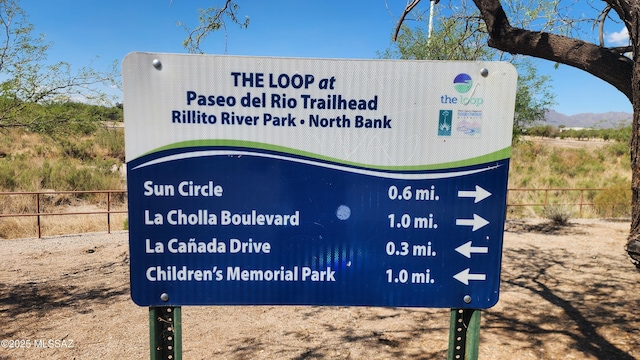 THE LOOP at
Paseo del Rio Trailhead
Rillito River Park • North Bank
the loop
Sun Circle 0.6 mi. →
La Cholla Boulevard 1.0 mi. →
La Cañada Drive 0.3 mi. ←
Children's Memorial Park 1.0 mi. ←
©2025 MLSSAZ